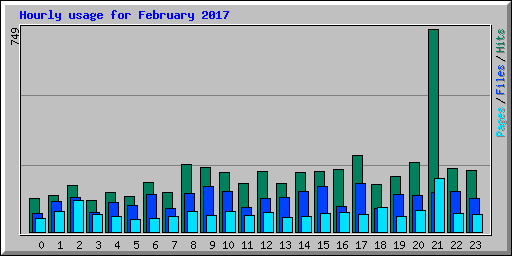 Hourly usage for February 2017
749
Pages / Files / Hits
0 1 2 3 4 5 6 7 8 9 10 11 12 13 14 15 16 17 18 19 20 21 22 23